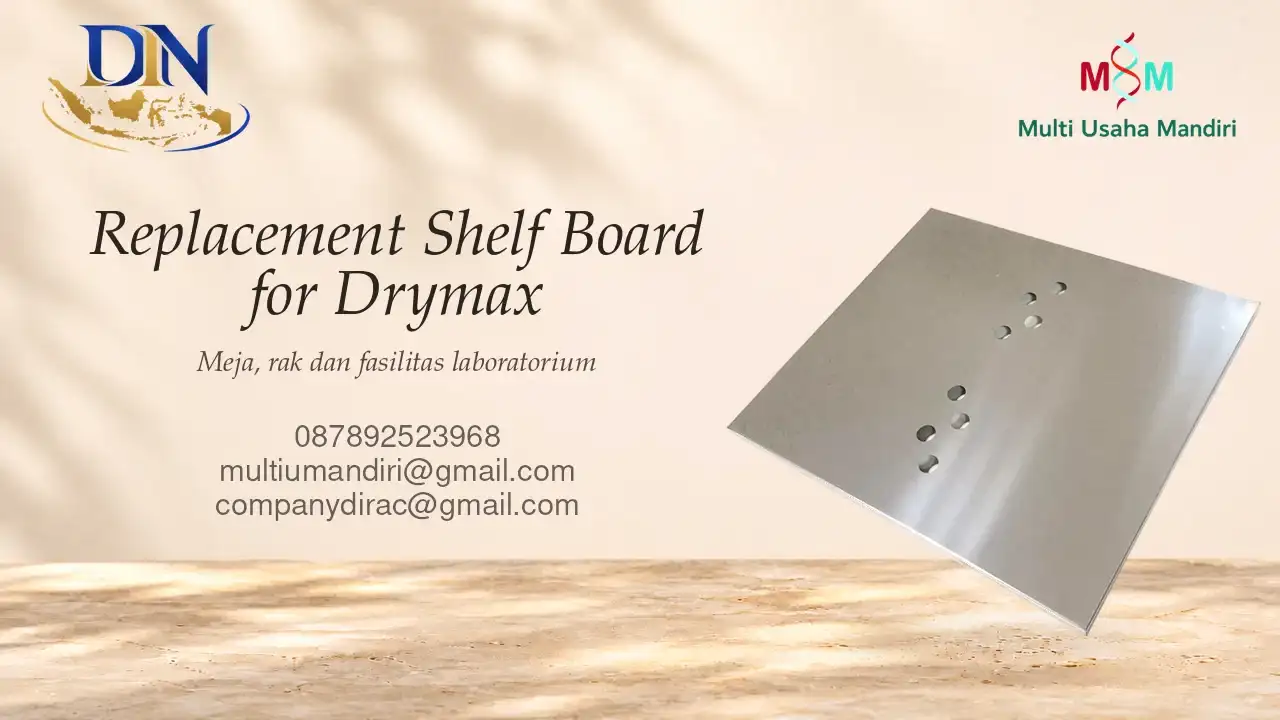 DIN
MSM
Multi Usaha Mandiri
Replacement Shelf Board
for Drymax
Meja, rak dan fasilitas laboratorium
087892523968
multiumandiri@gmail.com
companydirac@gmail.com